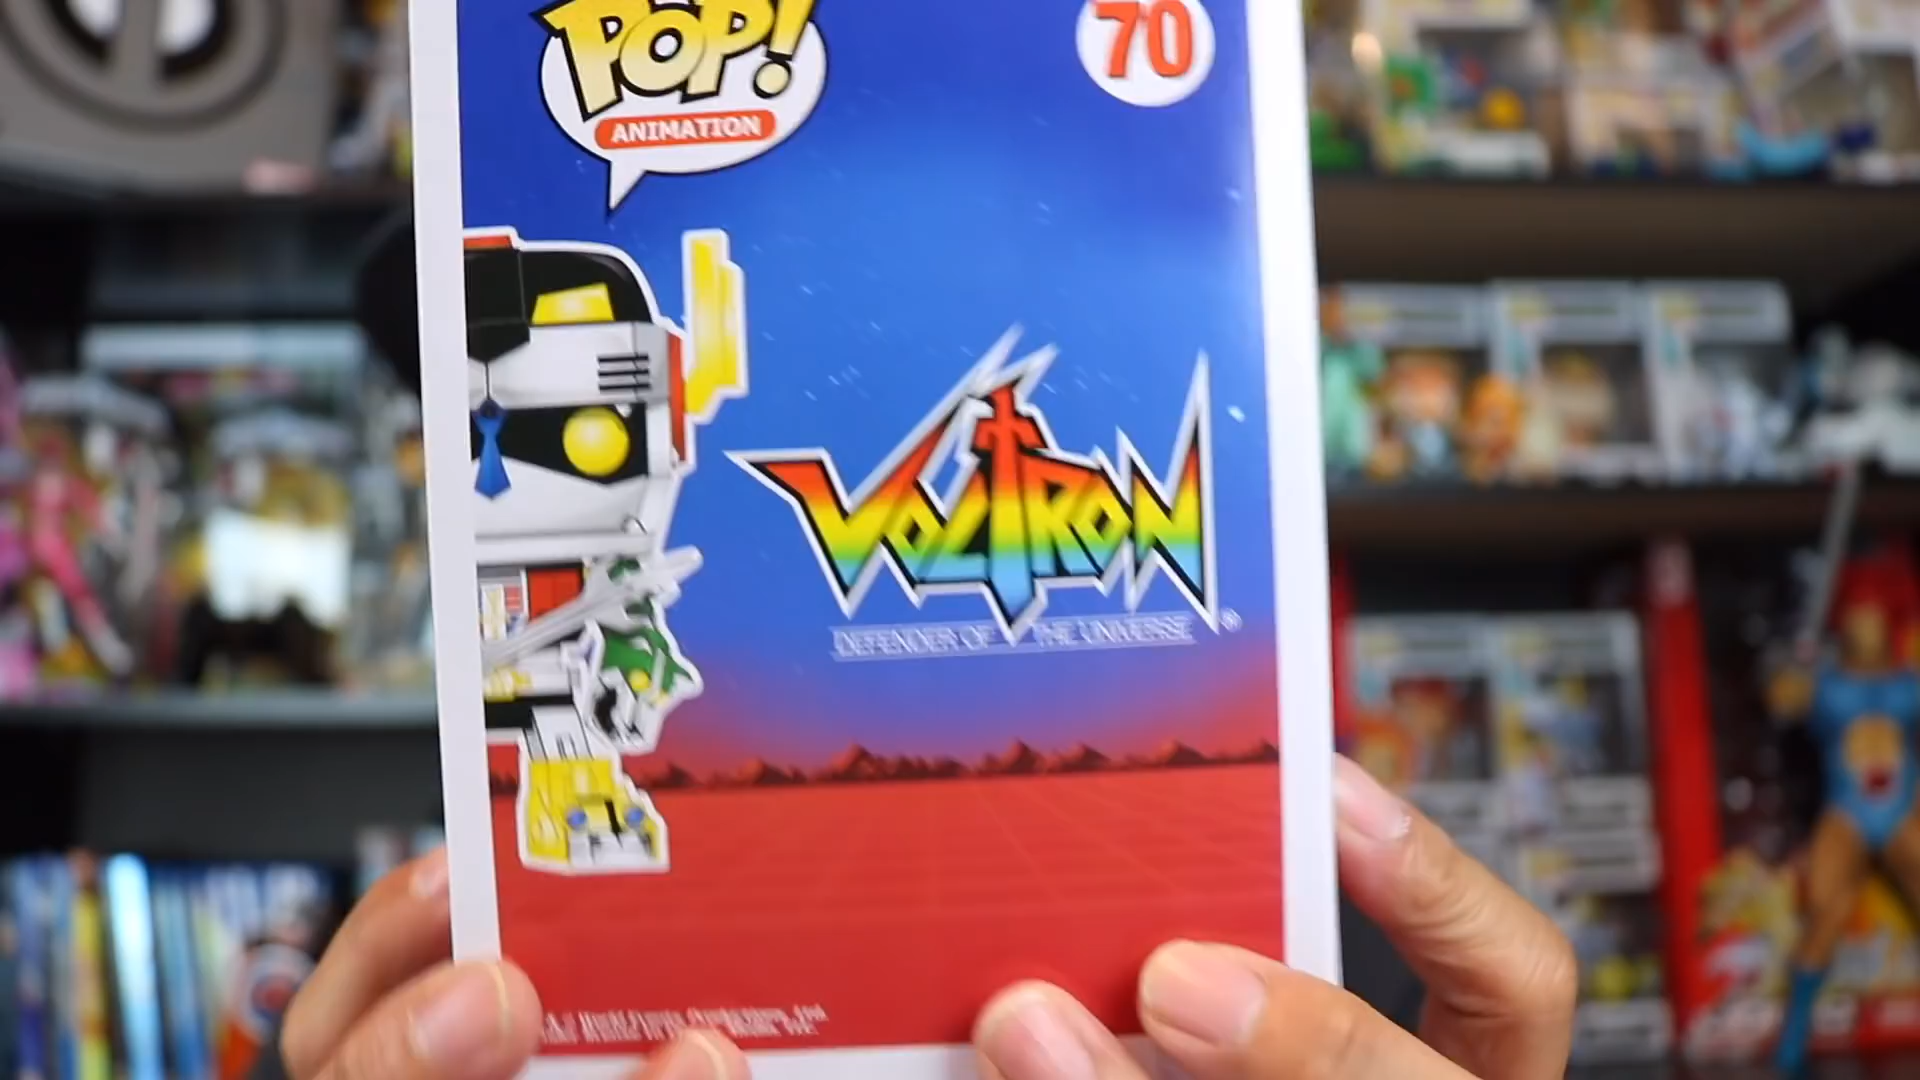 POP!
70
ANIMATION
VOLTRON
DEFENDER OF THE UNIVERSE
®